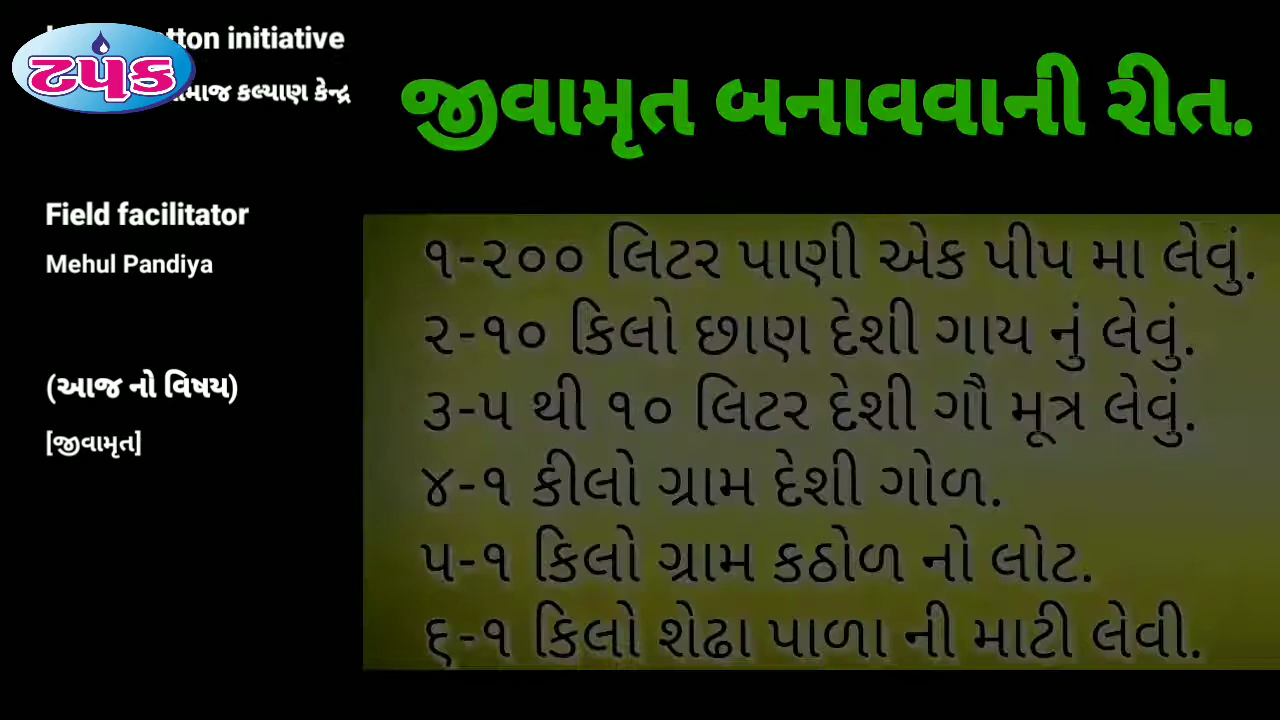 ટપક
initiative
કલ્યાણ કેન્દ્ર
Field facilitator
Mehul Pandiya
(આજ નો વિષય)
[જીવામૃત]
જીવામૃત બનાવવાની રીત.
૧-૨૦૦ લિટર પાણી એક પીપ મા લેવું.
૨-૧૦ કિલો છાણ દેશી ગાય નું લેવું.
૩-૫ થી ૧૦ લિટર દેશી ગૌ મૂત્ર લેવું.
૪-૧ કીલો ગ્રામ દેશી ગોળ.
૫-૧ કિલો ગ્રામ કઠોળ નો લોટ.
૬-૧ કિલો શેઢા પાળા ની માટી લેવી.